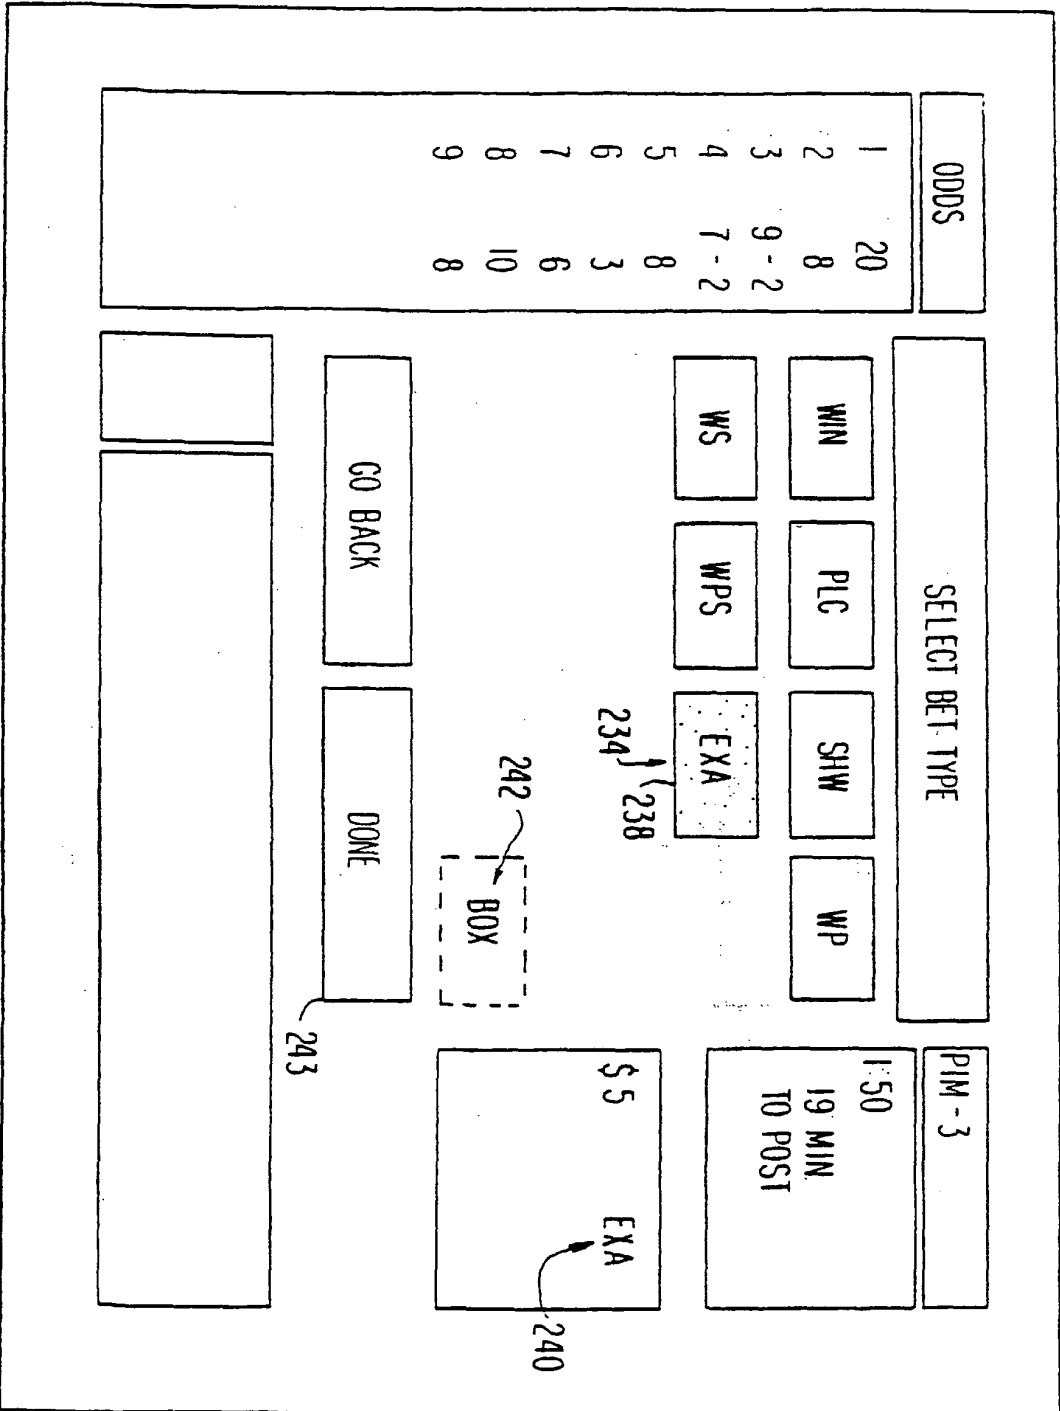 ODDS
1 20
2 8
3 9-2
4 7-2
5 8
6 3
7 6
8 10
9 8
SELECT BET TYPE
WIN
PLC
SHW
WP
WS
WPS
EXA
234
238
BOX
242
GO BACK
DONE
243
PIM-3
1:50
19 MIN
TO POST
$5 EXA
240